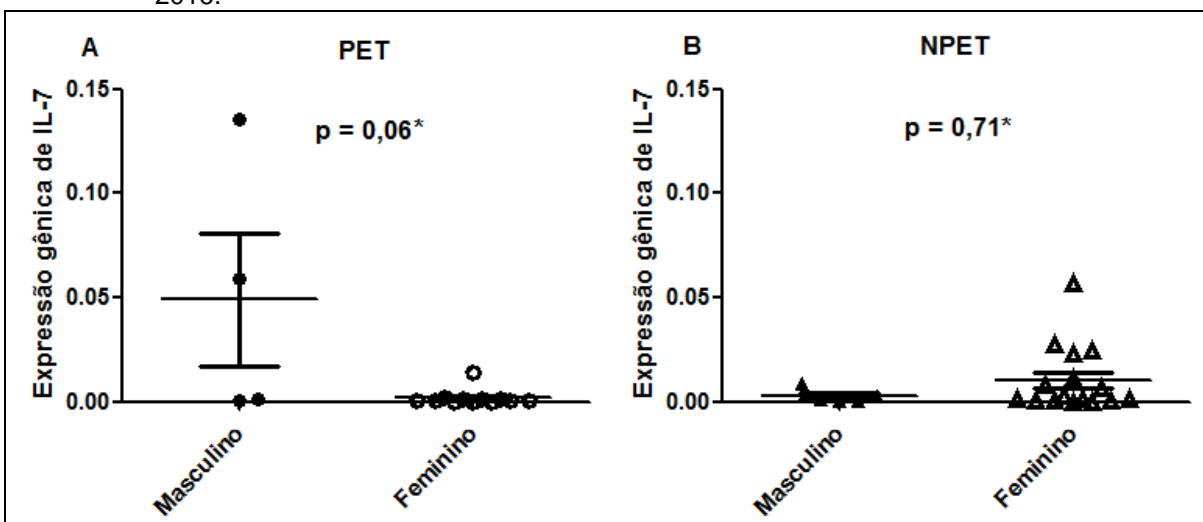 2016.
A PET
Expressão gênica de IL-7
0.15
0.10
0.05
0.00
p = 0,06*
Masculino
Feminino
B NPET
Expressão gênica de IL-7
0.15
0.10
0.05
0.00
p = 0,71*
Masculino
Feminino